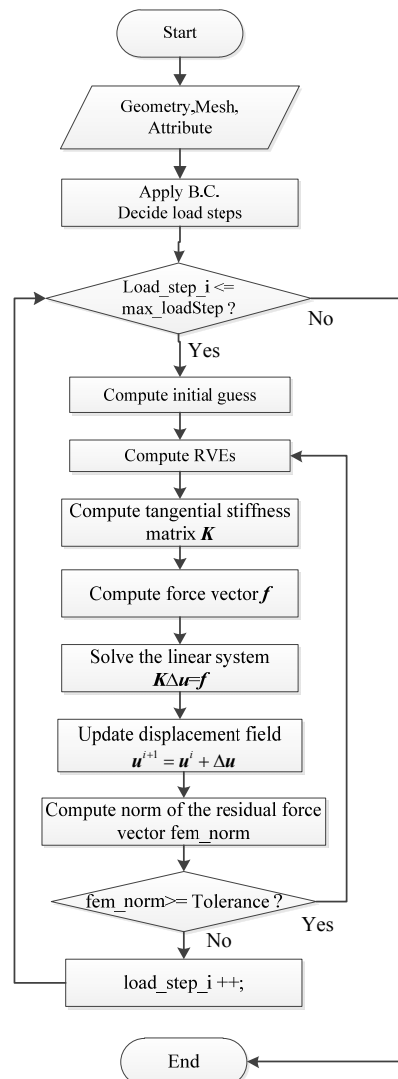 Start
Geometry,Mesh,
Attribute
Apply B.C.
Decide load steps
Load_step_i <=
max_loadStep ?
No
Yes
Compute initial guess
Compute RVEs
Compute tangential stiffness
matrix K
Compute force vector f
Solve the linear system
KΔu=f
Update displacement field
uⁱ⁺¹ = uⁱ + Δu
Compute norm of the residual force
vector fem_norm
fem_norm>= Tolerance ?
Yes
No
load_step_i ++;
End